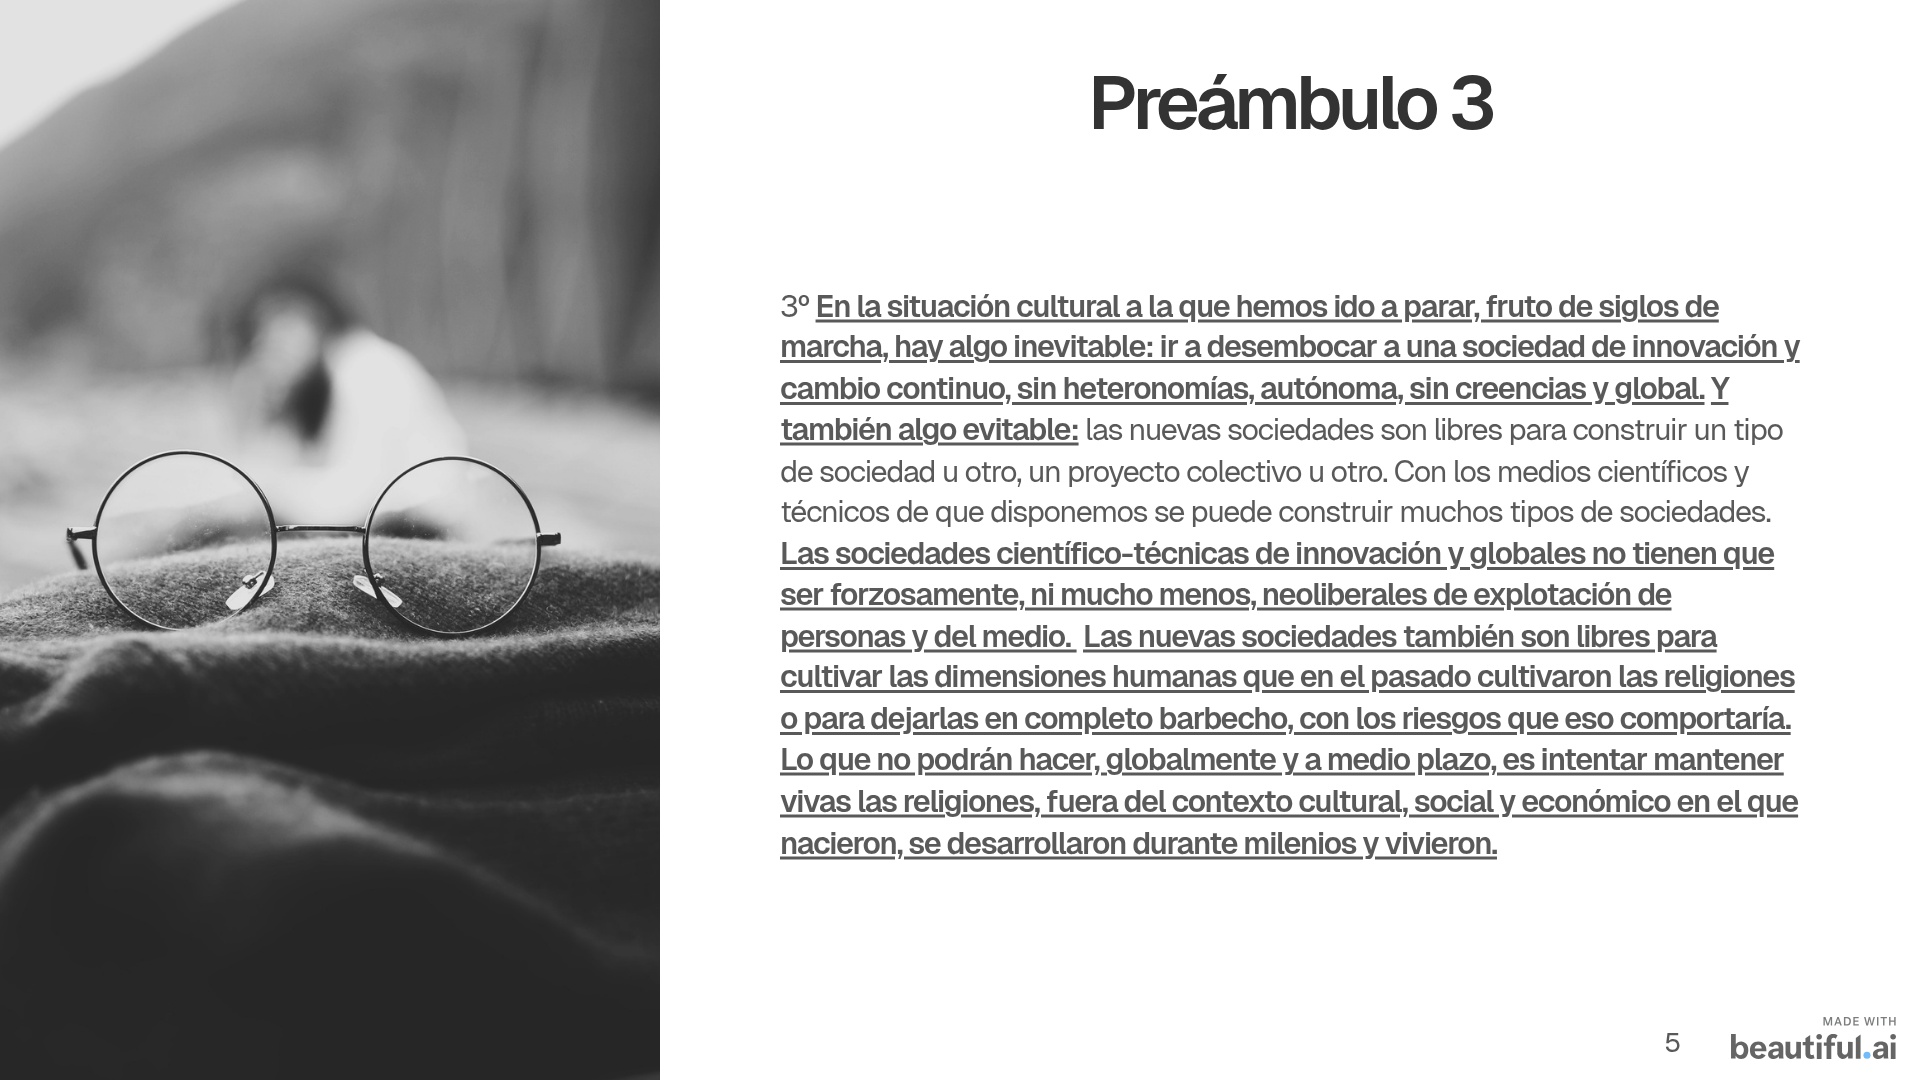 Preámbulo 3
3º En la situación cultural a la que hemos ido a parar, fruto de siglos de
marcha, hay algo inevitable: ir a desembocar a una sociedad de innovación y
cambio continuo, sin heteronomías, autónoma, sin creencias y global. Y
también algo evitable: las nuevas sociedades son libres para construir un tipo
de sociedad u otro, un proyecto colectivo u otro. Con los medios científicos y
técnicos de que disponemos se puede construir muchos tipos de sociedades.
Las sociedades científico-técnicas de innovación y globales no tienen que
ser forzosamente, ni mucho menos, neoliberales de explotación de
personas y del medio.  Las nuevas sociedades también son libres para
cultivar las dimensiones humanas que en el pasado cultivaron las religiones
o para dejarlas en completo barbecho, con los riesgos que eso comportaría.
Lo que no podrán hacer, globalmente y a medio plazo, es intentar mantener
vivas las religiones, fuera del contexto cultural, social y económico en el que
nacieron, se desarrollaron durante milenios y vivieron.
5
MADE WITH
beautiful.ai